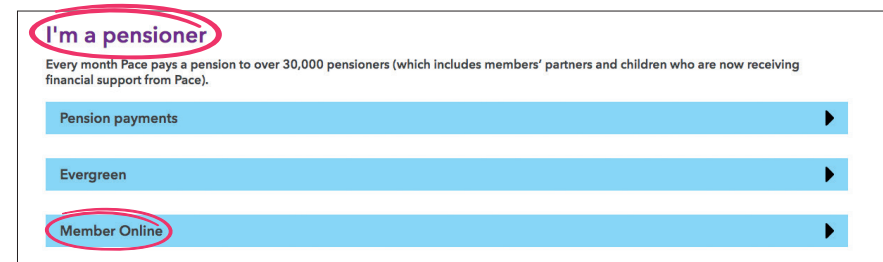 I'm a pensioner
Every month Pace pays a pension to over 30,000 pensioners (which includes members' partners and children who are now receiving
financial support from Pace).
Pension payments
Evergreen
Member Online